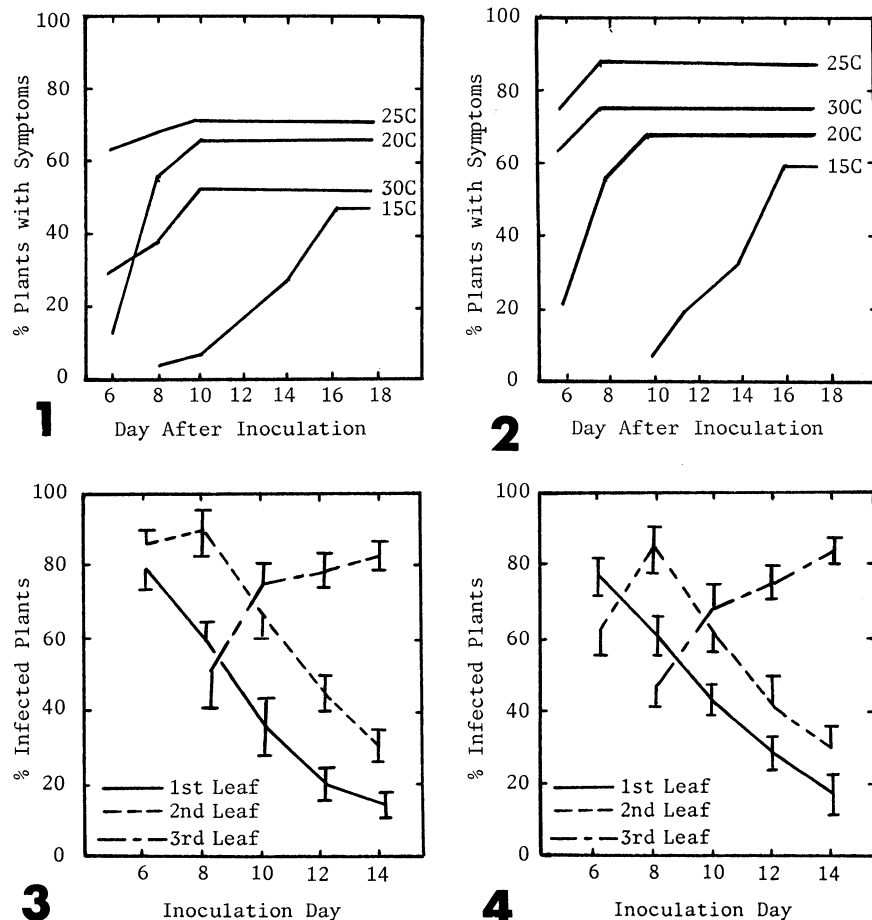 100
80
60
40
20
0
% Plants with Symptoms
25C
20C
30C
15C
6 8 10 12 14 16 18
Day After Inoculation
1
100
80
60
40
20
0
% Plants with Symptoms
25C
30C
20C
15C
6 8 10 12 14 16 18
Day After Inoculation
2
100
80
60
40
20
0
% Infected Plants
1st Leaf
2nd Leaf
3rd Leaf
6 8 10 12 14
Inoculation Day
3
100
80
60
40
20
0
% Infected Plants
1st Leaf
2nd Leaf
3rd Leaf
6 8 10 12 14
Inoculation Day
4